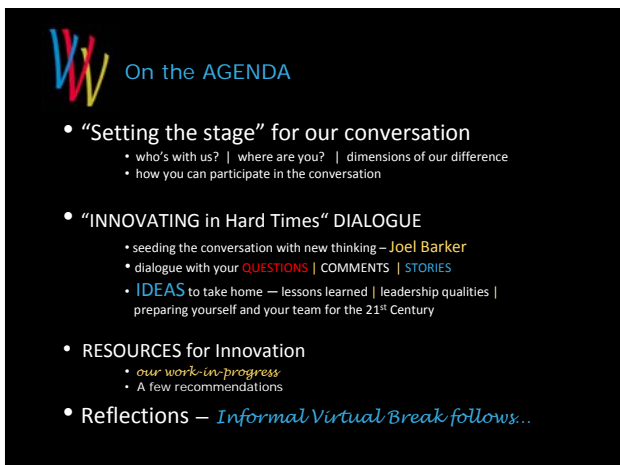 On the AGENDA
• “Setting the stage” for our conversation
• who’s with us? | where are you? | dimensions of our difference
• how you can participate in the conversation
• “INNOVATING in Hard Times“ DIALOGUE
• seeding the conversation with new thinking – Joel Barker
• dialogue with your QUESTIONS | COMMENTS | STORIES
• IDEAS to take home — lessons learned | leadership qualities |
preparing yourself and your team for the 21st Century
• RESOURCES for Innovation
• our work-in-progress
• A few recommendations
• Reflections – Informal Virtual Break follows...